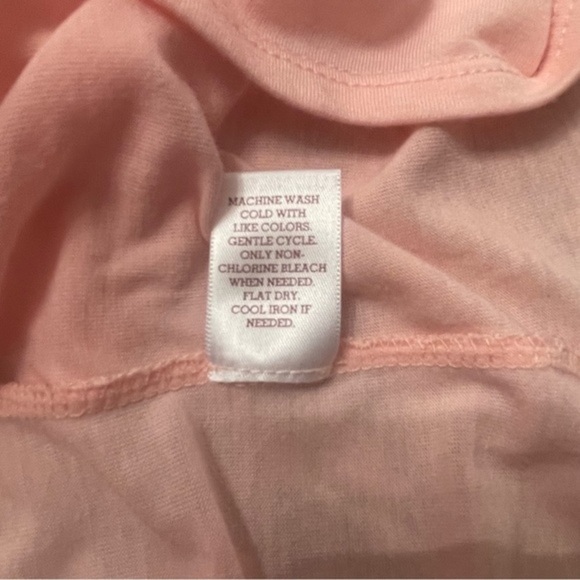 MACHINE WASH
COLD WITH
LIKE COLORS.
GENTLE CYCLE.
ONLY NON-
CHLORINE BLEACH
WHEN NEEDED.
FLAT DRY.
COOL IRON IF
NEEDED.